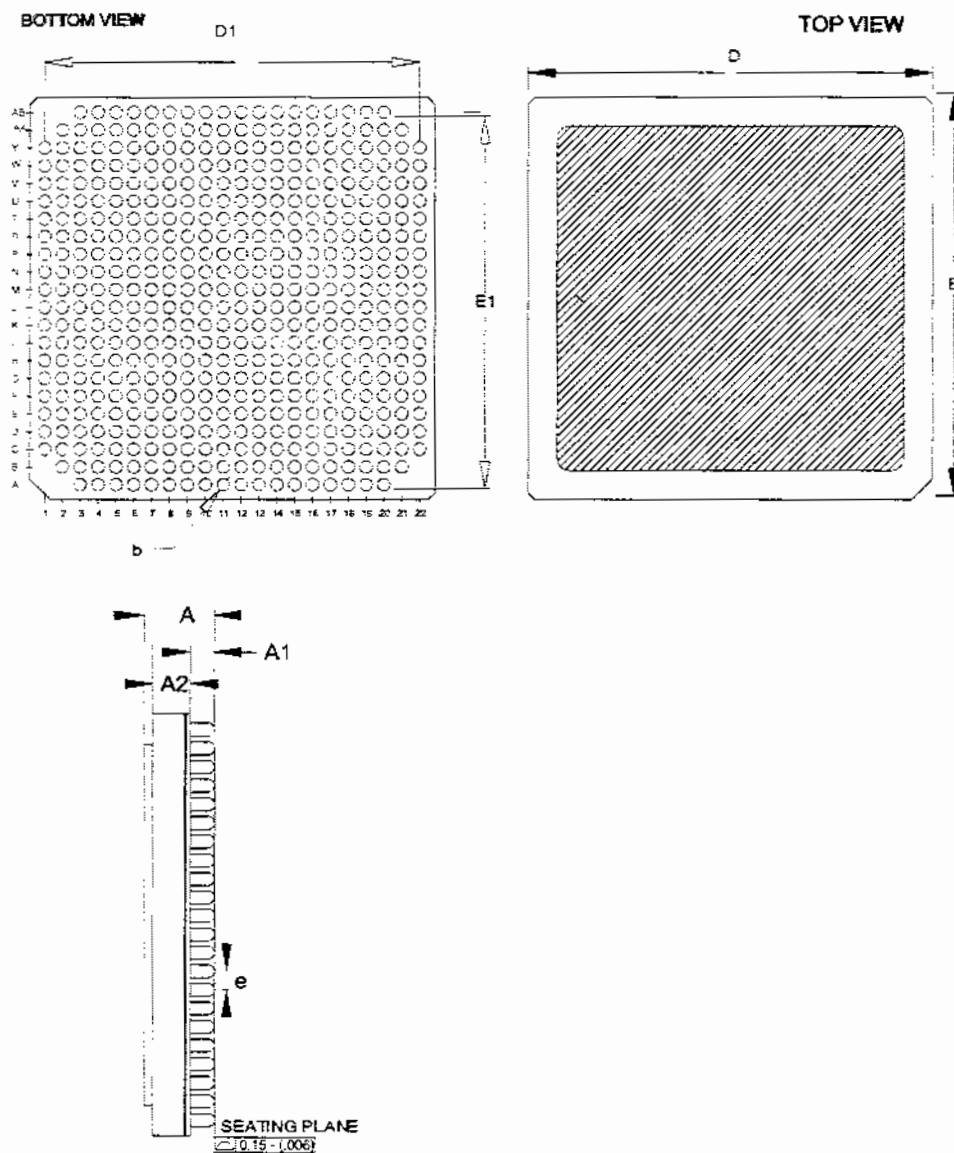 BOTTOM VIEW
TOP VIEW
D1
D
AB
AA
Y
W
V
U
T
R
P
N
M
K
H
F
E
C
B
A
E1
E
1 2 3 4 5 6 7 8 9 10 11 12 13 14 15 16 17 18 19 20 21 22
b
A
A1
A2
e
SEATING PLANE
0.15 - (.006)